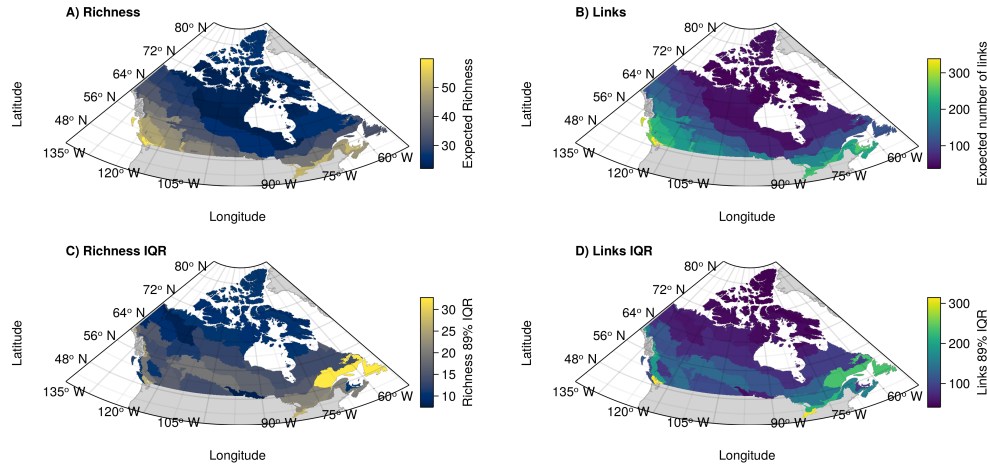 A) Richness
80° N
72° N
64° N
56° N
48° N
135° W
120° W
105° W
90° W
75° W
60° W
Latitude
Longitude
50
40
30
Expected Richness
B) Links
80° N
72° N
64° N
56° N
48° N
135° W
120° W
105° W
90° W
75° W
60° W
Latitude
Longitude
300
200
100
Expected number of links
C) Richness IQR
80° N
72° N
64° N
56° N
48° N
135° W
120° W
105° W
90° W
75° W
60° W
Latitude
Longitude
30
25
20
15
10
Richness 89% IQR
D) Links IQR
80° N
72° N
64° N
56° N
48° N
135° W
120° W
105° W
90° W
75° W
60° W
Latitude
Longitude
300
200
100
Links 89% IQR